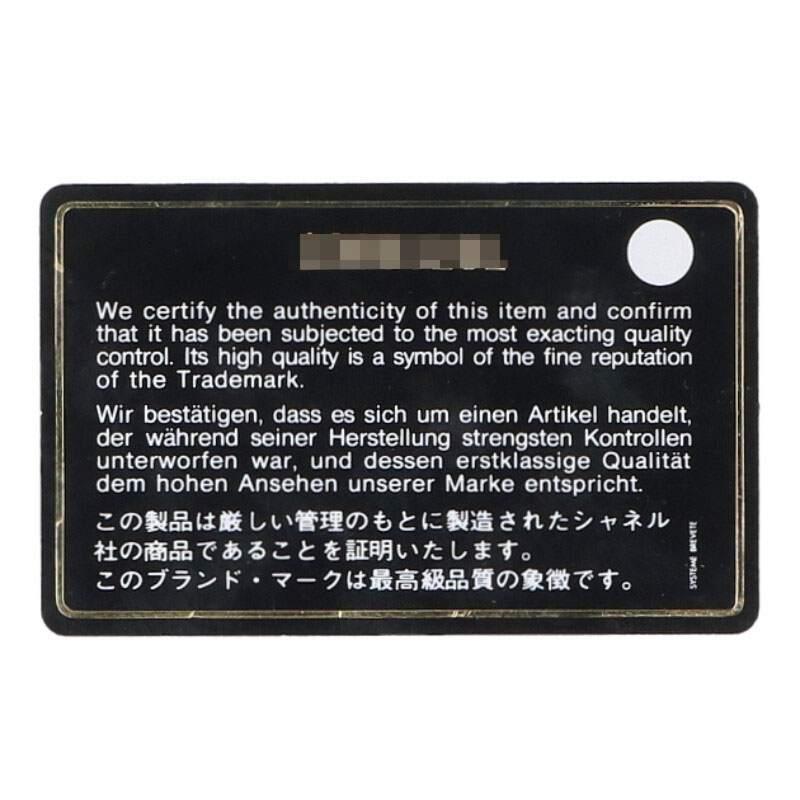 We certify the authenticity of this item and confirm
that it has been subjected to the most exacting quality
control. Its high quality is a symbol of the fine reputation
of the Trademark.
Wir bestätigen, dass es sich um einen Artikel handelt,
der während seiner Herstellung strengsten Kontrollen
unterworfen war, und dessen erstklassige Qualität
dem hohen Ansehen unserer Marke entspricht.
この製品は厳しい管理のもとに製造されたシャネル
社の商品であることを証明いたします。
このブランド・マークは最高級品質の象徴です。
SYSTEME BREVETE